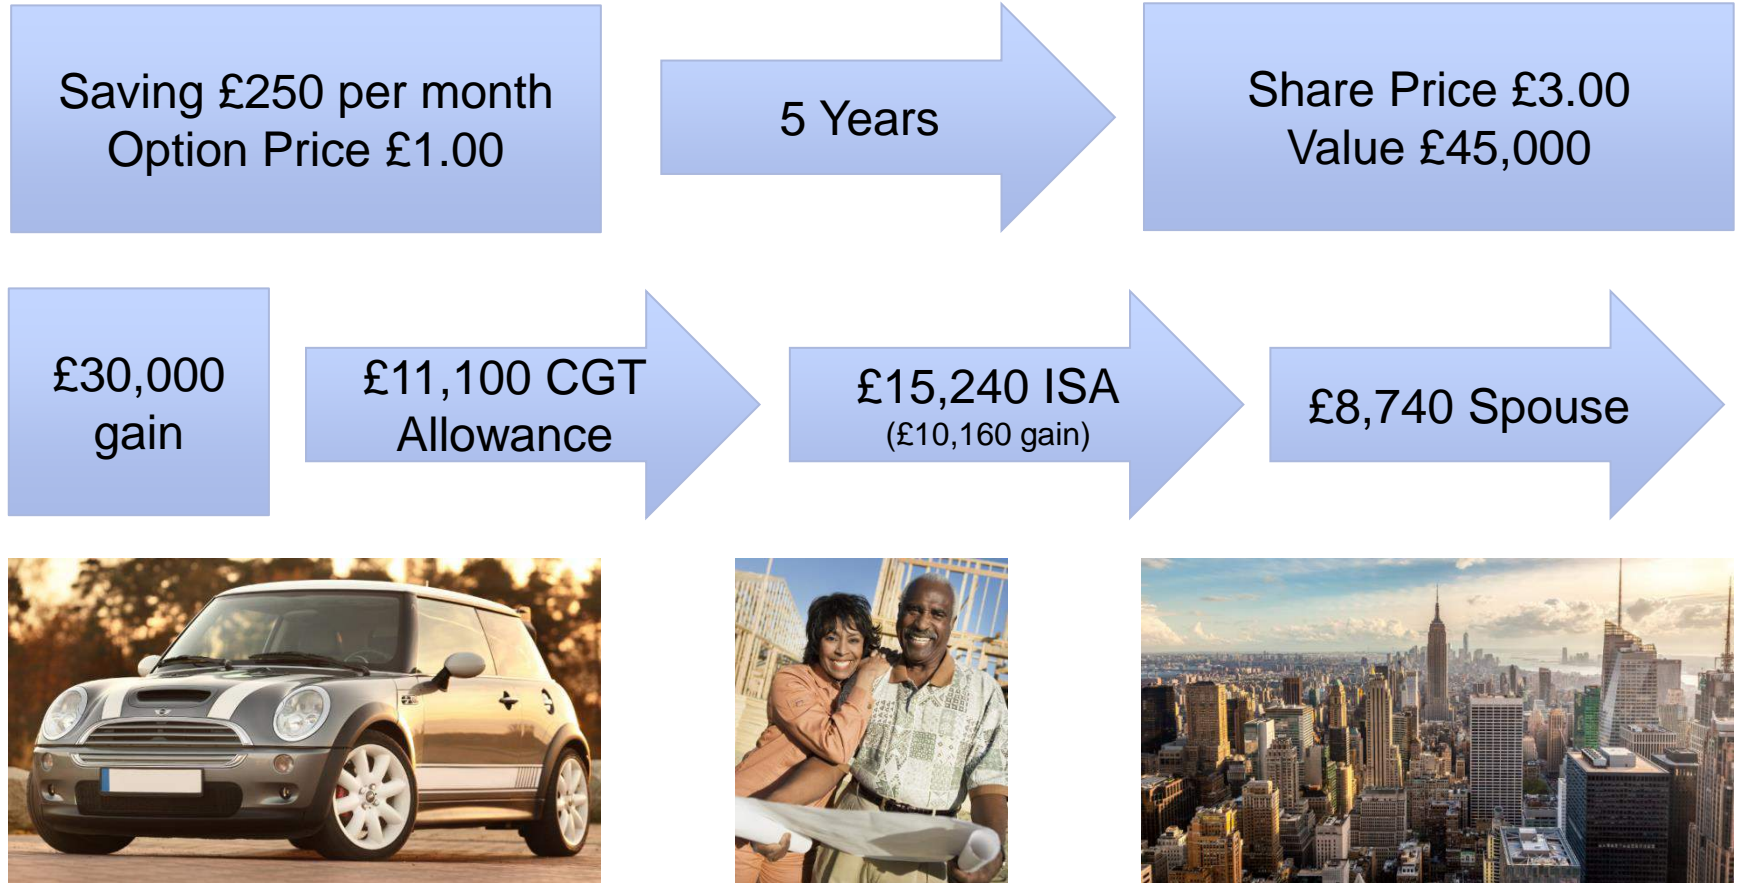 Saving £250 per month
Option Price £1.00
5 Years
Share Price £3.00
Value £45,000
£30,000
gain
£11,100 CGT
Allowance
£15,240 ISA
(£10,160 gain)
£8,740 Spouse